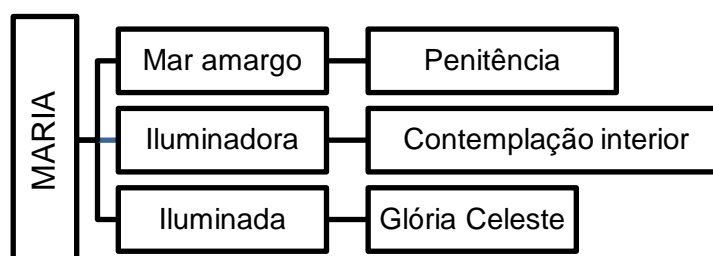 MARIA
Mar amargo
Penitência
Iluminadora
Contemplação interior
Iluminada
Glória Celeste